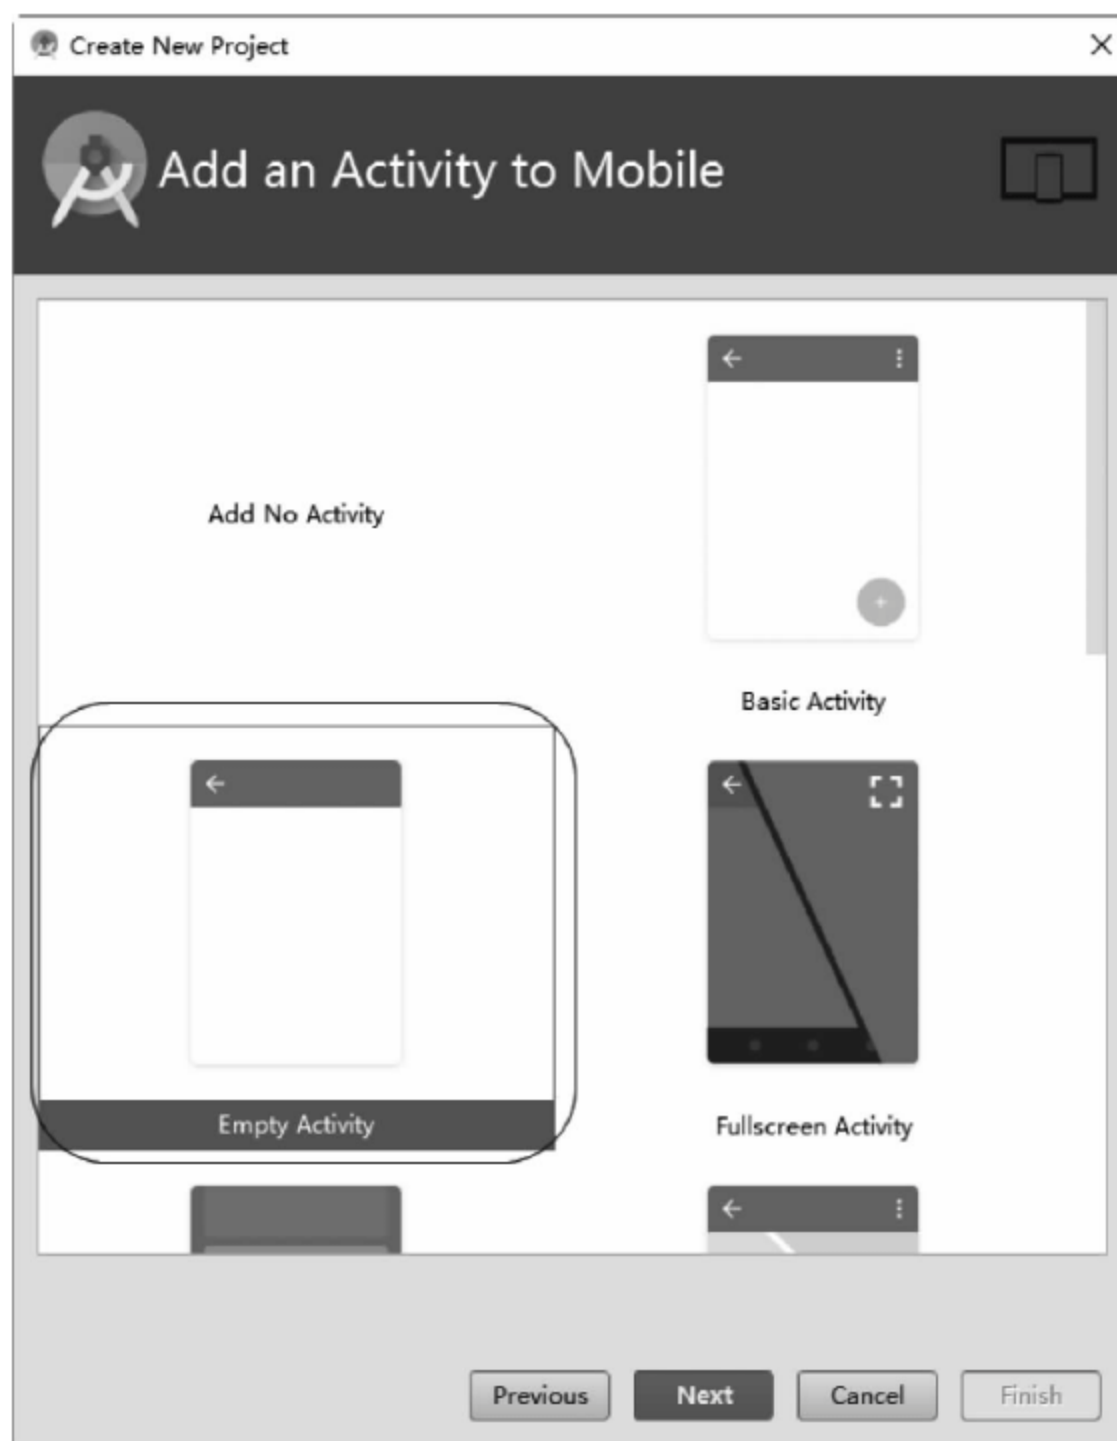 Create New Project
Add an Activity to Mobile
Add No Activity
Basic Activity
Empty Activity
Fullscreen Activity
Previous
Next
Cancel
Finish